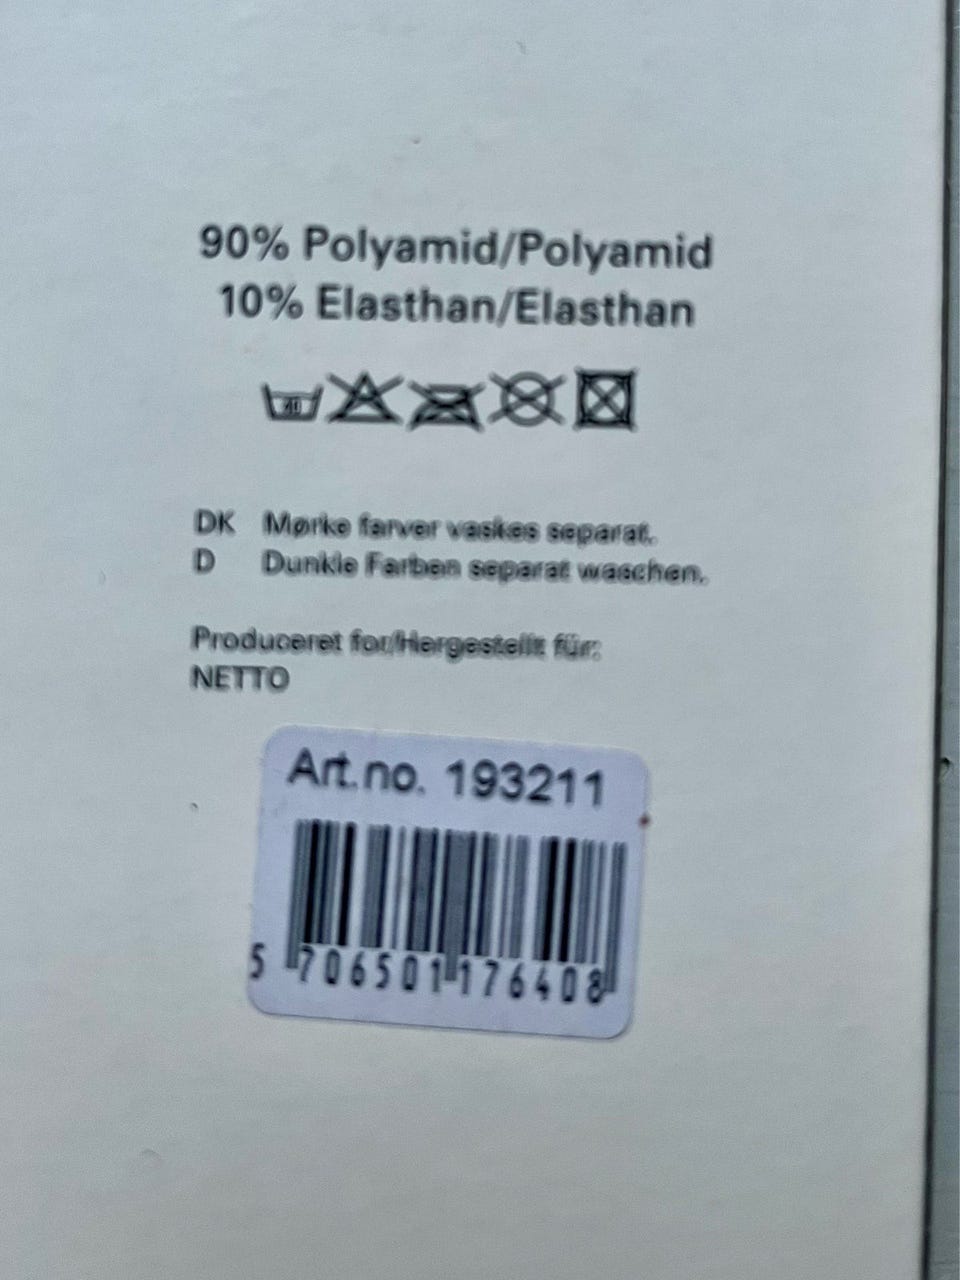 90% Polyamid/Polyamid
10% Elasthan/Elasthan
40
DK Mørke farver vaskes separat.
D Dunkle Farben separat waschen.
Produceret for/Hergestellt für:
NETTO
Art.no. 193211
5 706501 176408